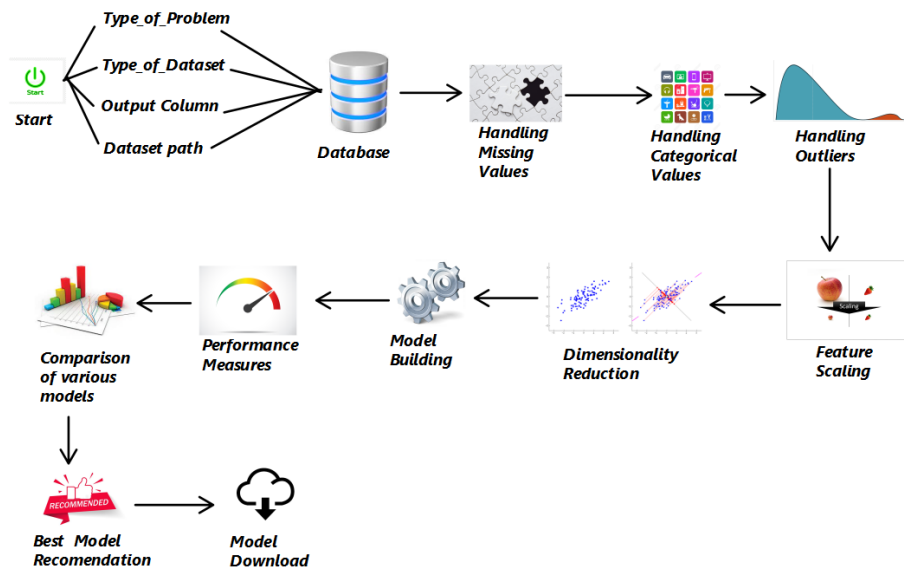 Type_of_Problem
Type_of_Dataset
Output Column
Dataset path
Start
Start
Database
Handling
Missing
Values
Handling
Categorical
Values
Handling
Outliers
Scaling
Feature
Scaling
Dimensionality
Reduction
Model
Building
Performance
Measures
Comparison
of various
models
RECOMMENDED
Best Model
Recomendation
Model
Download